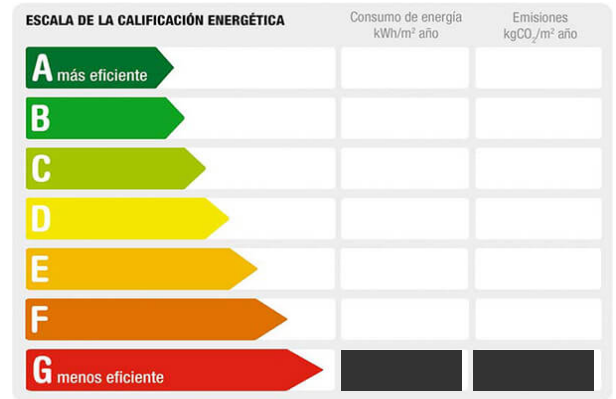 ESCALA DE LA CALIFICACIÓN ENERGÉTICA
Consumo de energía
kWh/m² año
Emisiones
kgCO₂/m² año
A más eficiente
B
C
D
E
F
G menos eficiente